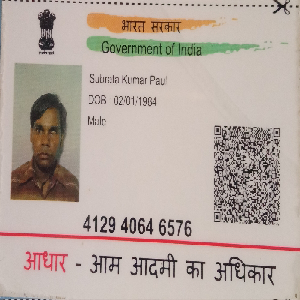 भारत सरकार
Government of India
Subrata Kumar Paul
DOB 02/01/1984
Male
4129 4064 6576
आधार - आम आदमी का अधिकार